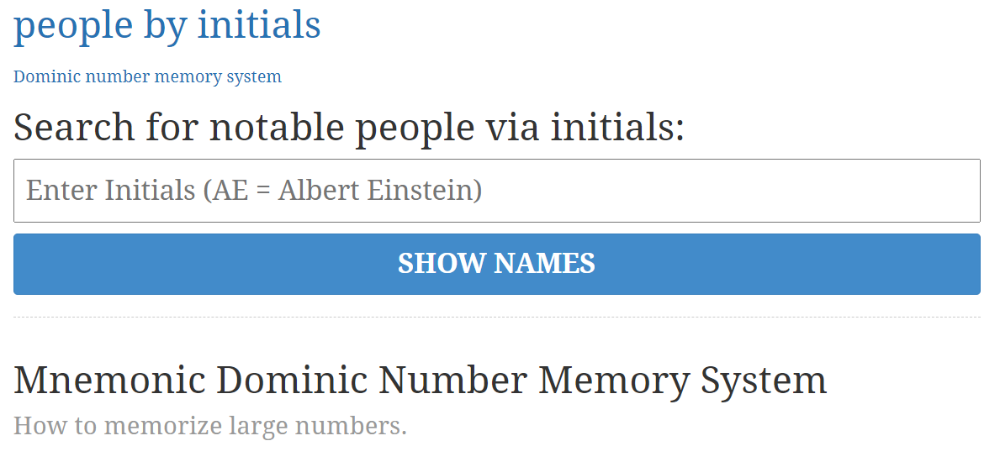 people by initials
Dominic number memory system
Search for notable people via initials:
Enter Initials (AE = Albert Einstein)
SHOW NAMES
Mnemonic Dominic Number Memory System
How to memorize large numbers.